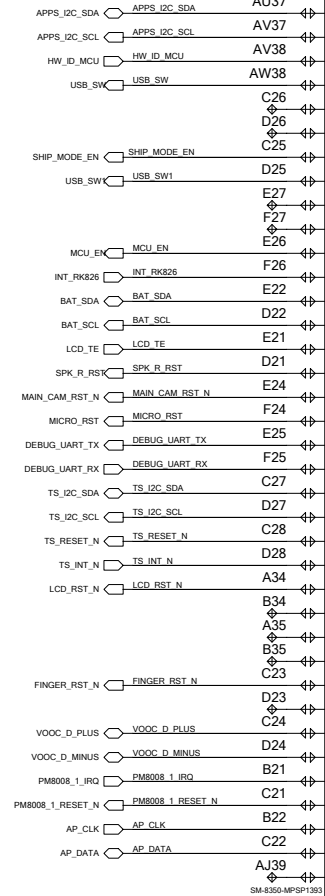 AU37
APPS_I2C_SDA APPS_I2C_SDA
AV37
APPS_I2C_SCL APPS_I2C_SCL
AV38
HW_ID_MCU HW_ID_MCU
AW38
USB_SW USB_SW
C26
D26
C25
SHIP_MODE_EN SHIP_MODE_EN
D25
USB_SW1 USB_SW1
E27
F27
E26
MCU_EN MCU_EN
F26
INT_RK826 INT_RK826
E22
BAT_SDA BAT_SDA
D22
BAT_SCL BAT_SCL
E21
LCD_TE LCD_TE
D21
SPK_R_RST SPK_R_RST
E24
MAIN_CAM_RST_N MAIN_CAM_RST_N
F24
MICRO_RST MICRO_RST
E25
DEBUG_UART_TX DEBUG_UART_TX
F25
DEBUG_UART_RX DEBUG_UART_RX
C27
TS_I2C_SDA TS_I2C_SDA
D27
TS_I2C_SCL TS_I2C_SCL
C28
TS_RESET_N TS_RESET_N
D28
TS_INT_N TS_INT_N
A34
LCD_RST_N LCD_RST_N
B34
A35
B35
C23
FINGER_RST_N FINGER_RST_N
D23
C24
VOOC_D_PLUS VOOC_D_PLUS
D24
VOOC_D_MINUS VOOC_D_MINUS
B21
PM8008_1_IRQ PM8008_1_IRQ
C21
PM8008_1_RESET_N PM8008_1_RESET_N
B22
AP_CLK AP_CLK
C22
AP_DATA AP_DATA
AJ39
SM-8350-MPSP1393